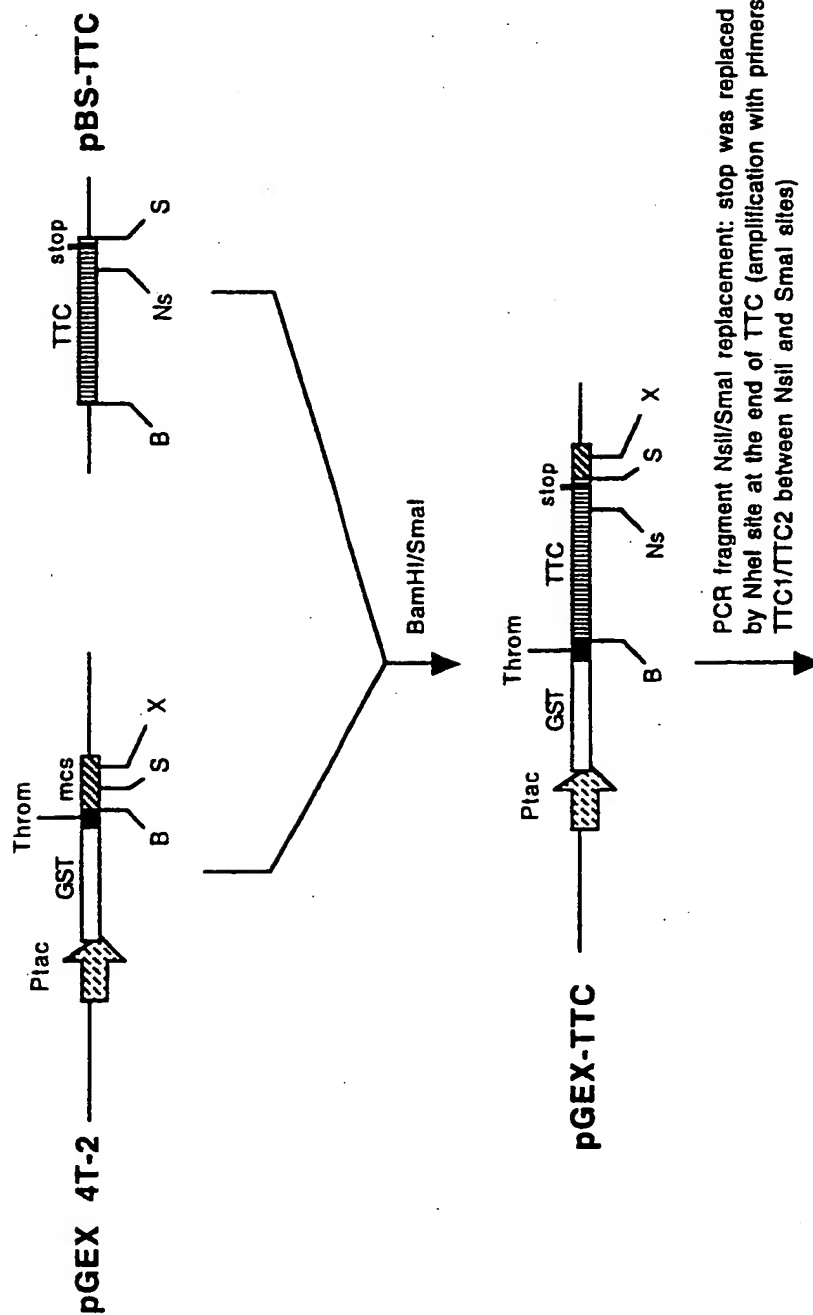 pGEX 4T-2
Ptac
GST
Throm
mcs
B
S
X
pBS-TTC
TTC
stop
B
Ns
S
BamHI/SmaI
pGEX-TTC
Ptac
GST
Throm
TTC
stop
B
Ns
S
X
PCR fragment NsiI/SmaI replacement: stop was replaced
by NheI site at the end of TTC (amplification with primers
TTC1/TTC2 between NsiI and SmaI sites)